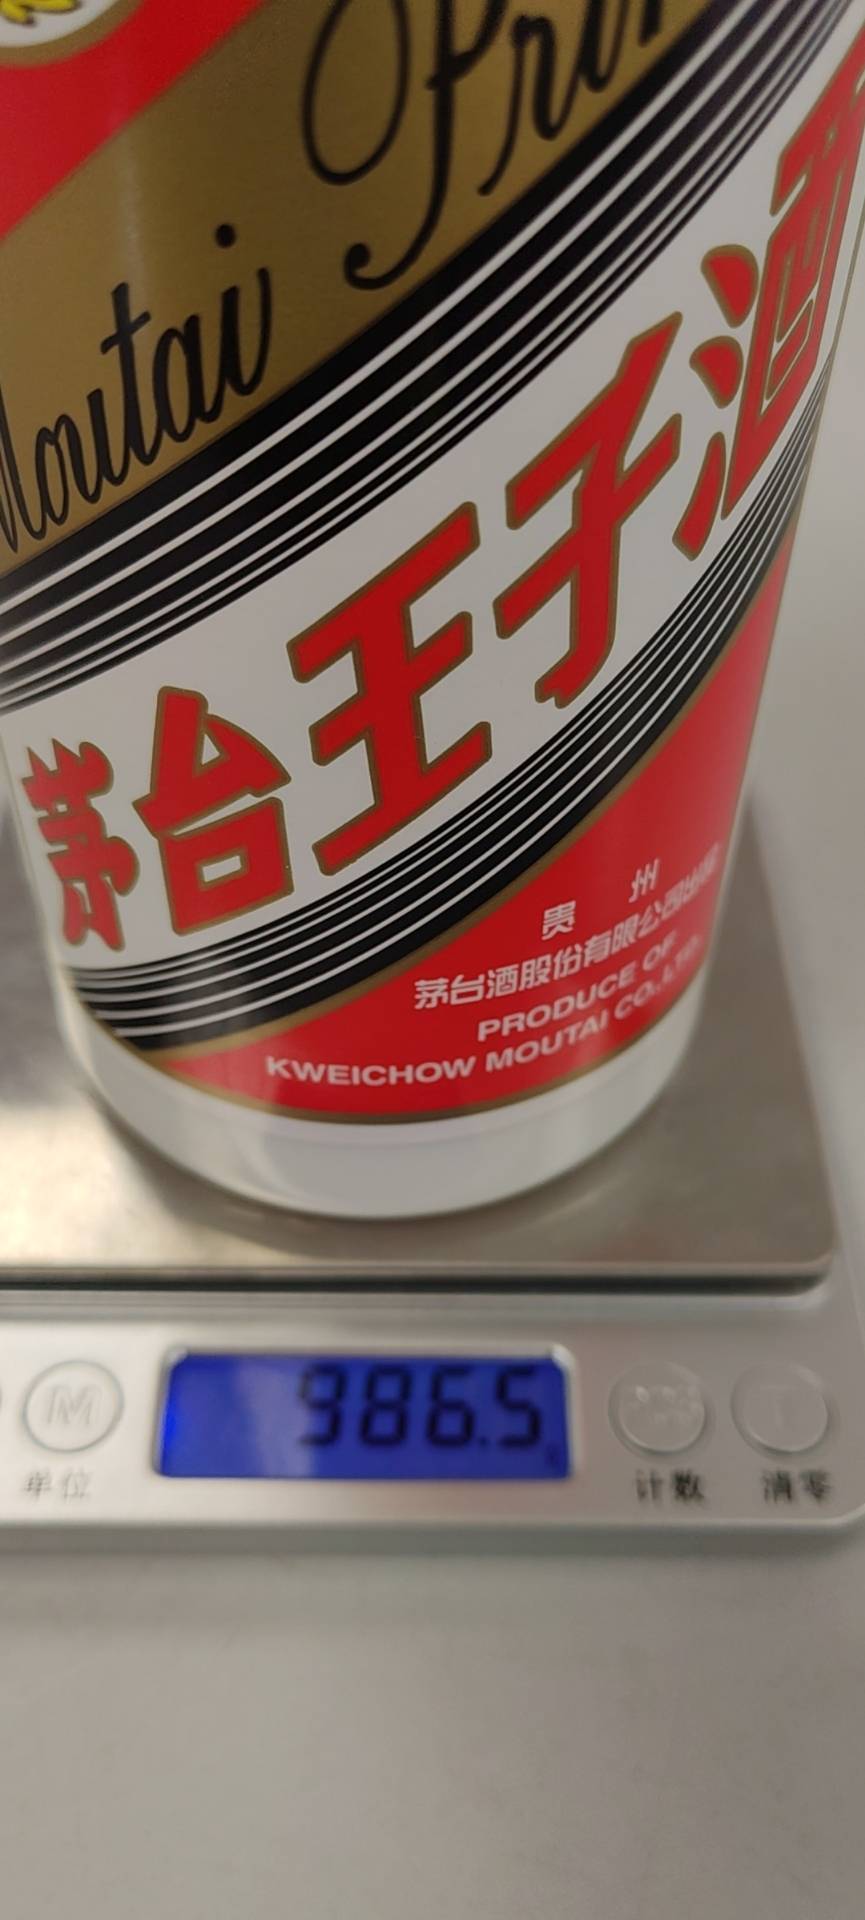 Moutai Prin
茅台王子酒
贵 州
茅台酒股份有限公司出品
PRODUCE OF
KWEICHOW MOUTAI CO.,LTD.
986.5
M
T
单位
计数
清零